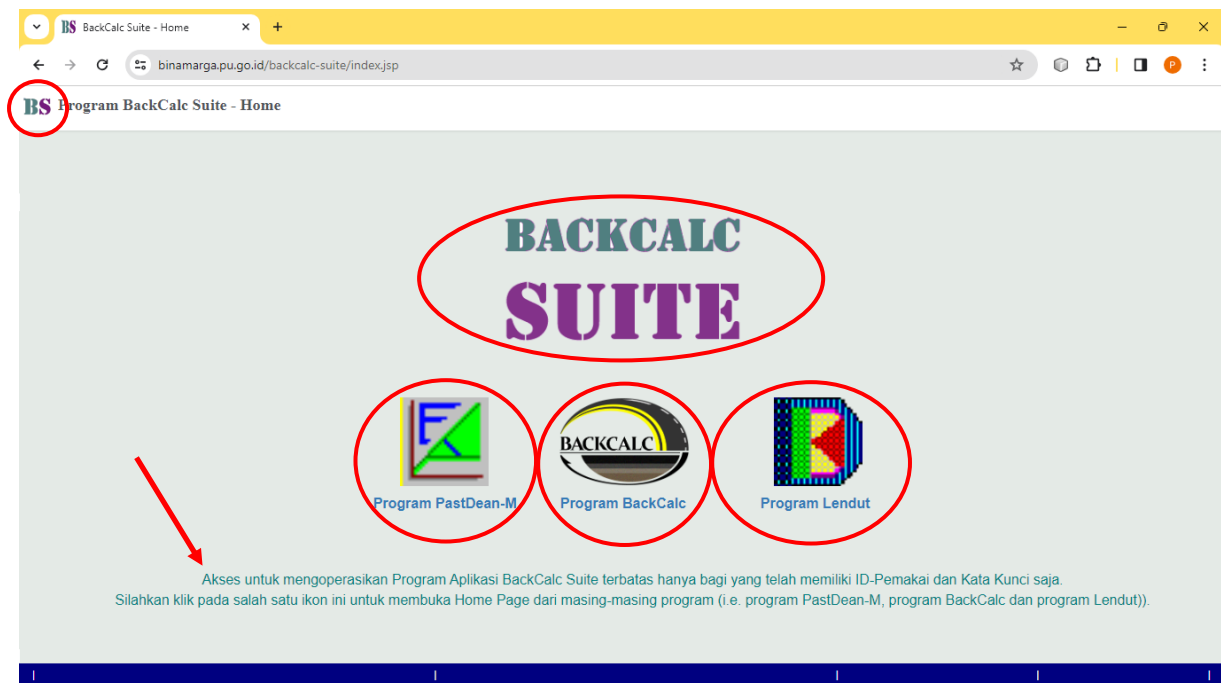 BS BackCalc Suite - Home
binamarga.pu.go.id/backcalc-suite/index.jsp
P
BS Program BackCalc Suite - Home
BACKCALC
SUITE
BACKCALC
Program PastDean-M
Program BackCalc
Program Lendut
Akses untuk mengoperasikan Program Aplikasi BackCalc Suite terbatas hanya bagi yang telah memiliki ID-Pemakai dan Kata Kunci saja.
Silahkan klik pada salah satu ikon ini untuk membuka Home Page dari masing-masing program (i.e. program PastDean-M, program BackCalc dan program Lendut)).